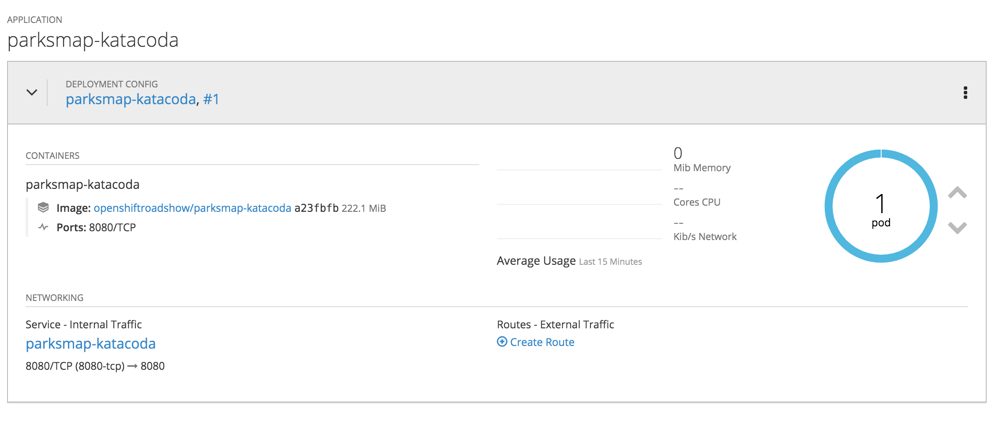 APPLICATION
parksmap-katacoda
DEPLOYMENT CONFIG
parksmap-katacoda, #1
CONTAINERS
parksmap-katacoda
Image: openshiftroadshow/parksmap-katacoda a23fbfb 222.1 MiB
Ports: 8080/TCP
0
Mib Memory
--
Cores CPU
--
Kib/s Network
Average Usage Last 15 Minutes
1
pod
NETWORKING
Service - Internal Traffic
parksmap-katacoda
8080/TCP (8080-tcp) → 8080
Routes - External Traffic
Create Route